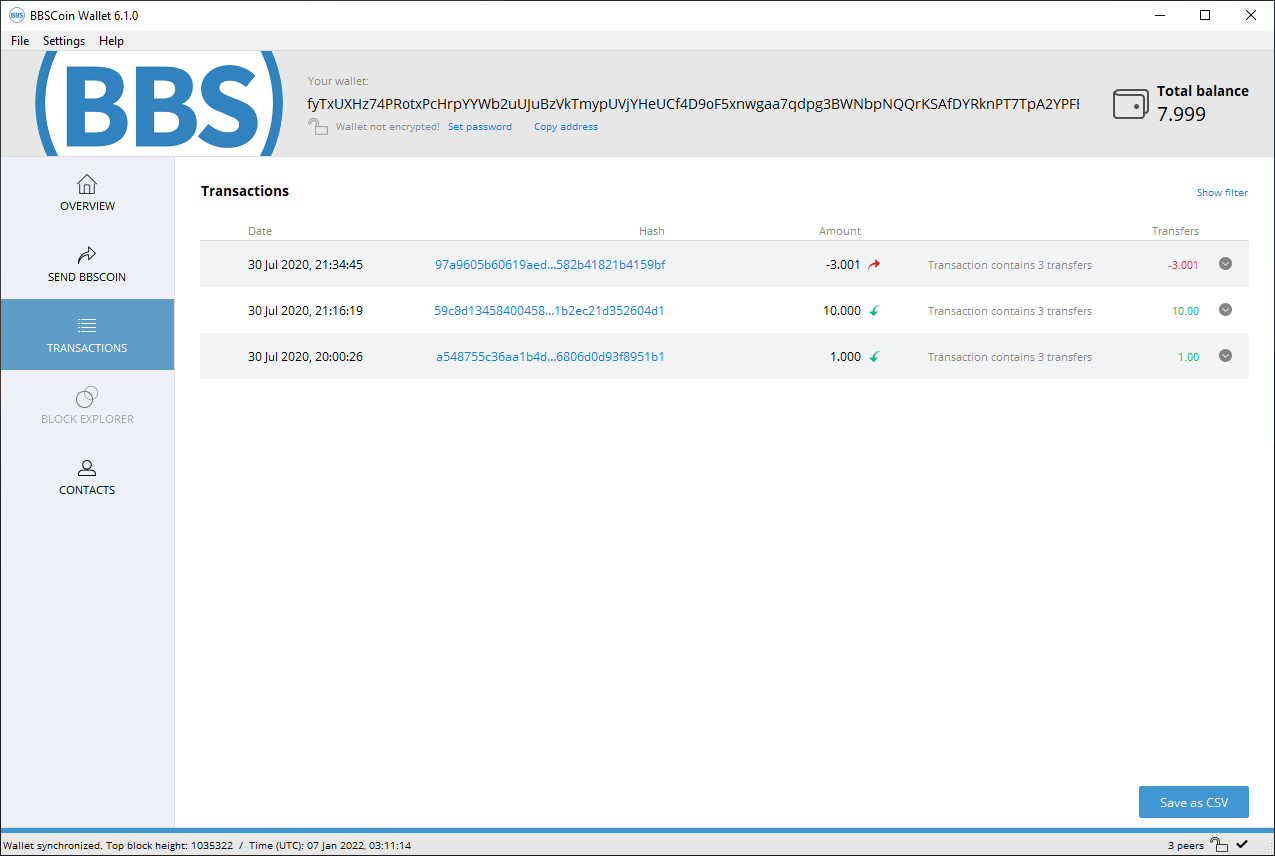 BBS BBSCoin Wallet 6.1.0
File Settings Help
(BBS)
Your wallet:
fyTxUXHz74PRotxPcHrpYYWb2uUJuBzVkTmypUVjYHeUCf4D9oF5xnwgaa7qdpg3BWNbpNQQrKSAfDYRknPT7TpA2YPFE
Wallet not encrypted! Set password Copy address
Total balance
7.999
OVERVIEW
SEND BBSCOIN
TRANSACTIONS
BLOCK EXPLORER
CONTACTS
Transactions
Show filter
Date Hash Amount Transfers
30 Jul 2020, 21:34:45 97a9605b60619aed...582b41821b4159bf -3.001 Transaction contains 3 transfers -3.001
30 Jul 2020, 21:16:19 59c8d13458400458...1b2ec21d352604d1 10.000 Transaction contains 3 transfers 10.00
30 Jul 2020, 20:00:26 a548755c36aa1b4d...6806d0d93f8951b1 1.000 Transaction contains 3 transfers 1.00
Save as CSV
Wallet synchronized. Top block height: 1035322 / Time (UTC): 07 Jan 2022, 03:11:14 3 peers